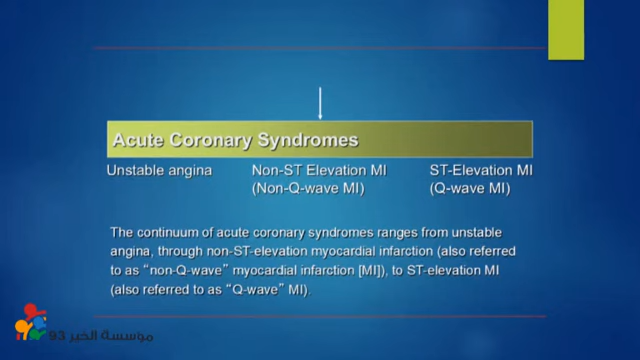 Acute Coronary Syndromes
Unstable angina Non-ST Elevation MI ST-Elevation MI
(Non-Q-wave MI) (Q-wave MI)
The continuum of acute coronary syndromes ranges from unstable
angina, through non-ST-elevation myocardial infarction (also referred
to as “non-Q-wave” myocardial infarction [MI]), to ST-elevation MI
(also referred to as “Q-wave” MI).
مؤسسة الخبر 93